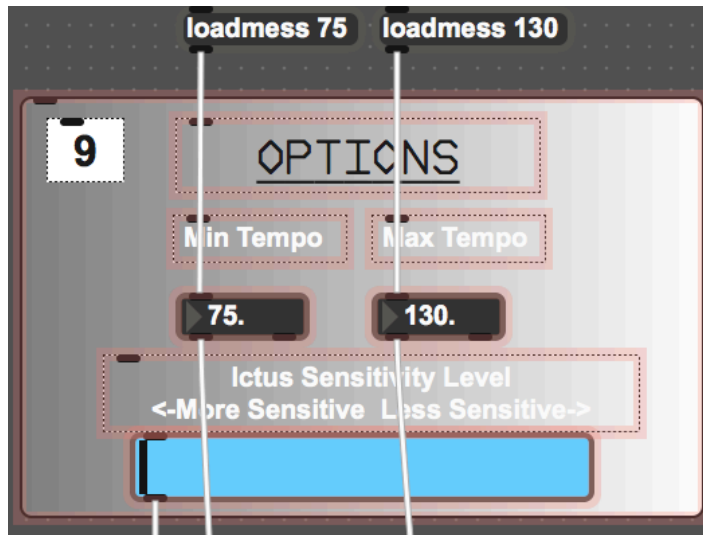 loadmess 75 loadmess 130
9
OPTIONS
Min Tempo Max Tempo
75. 130.
Ictus Sensitivity Level
<-More Sensitive Less Sensitive->